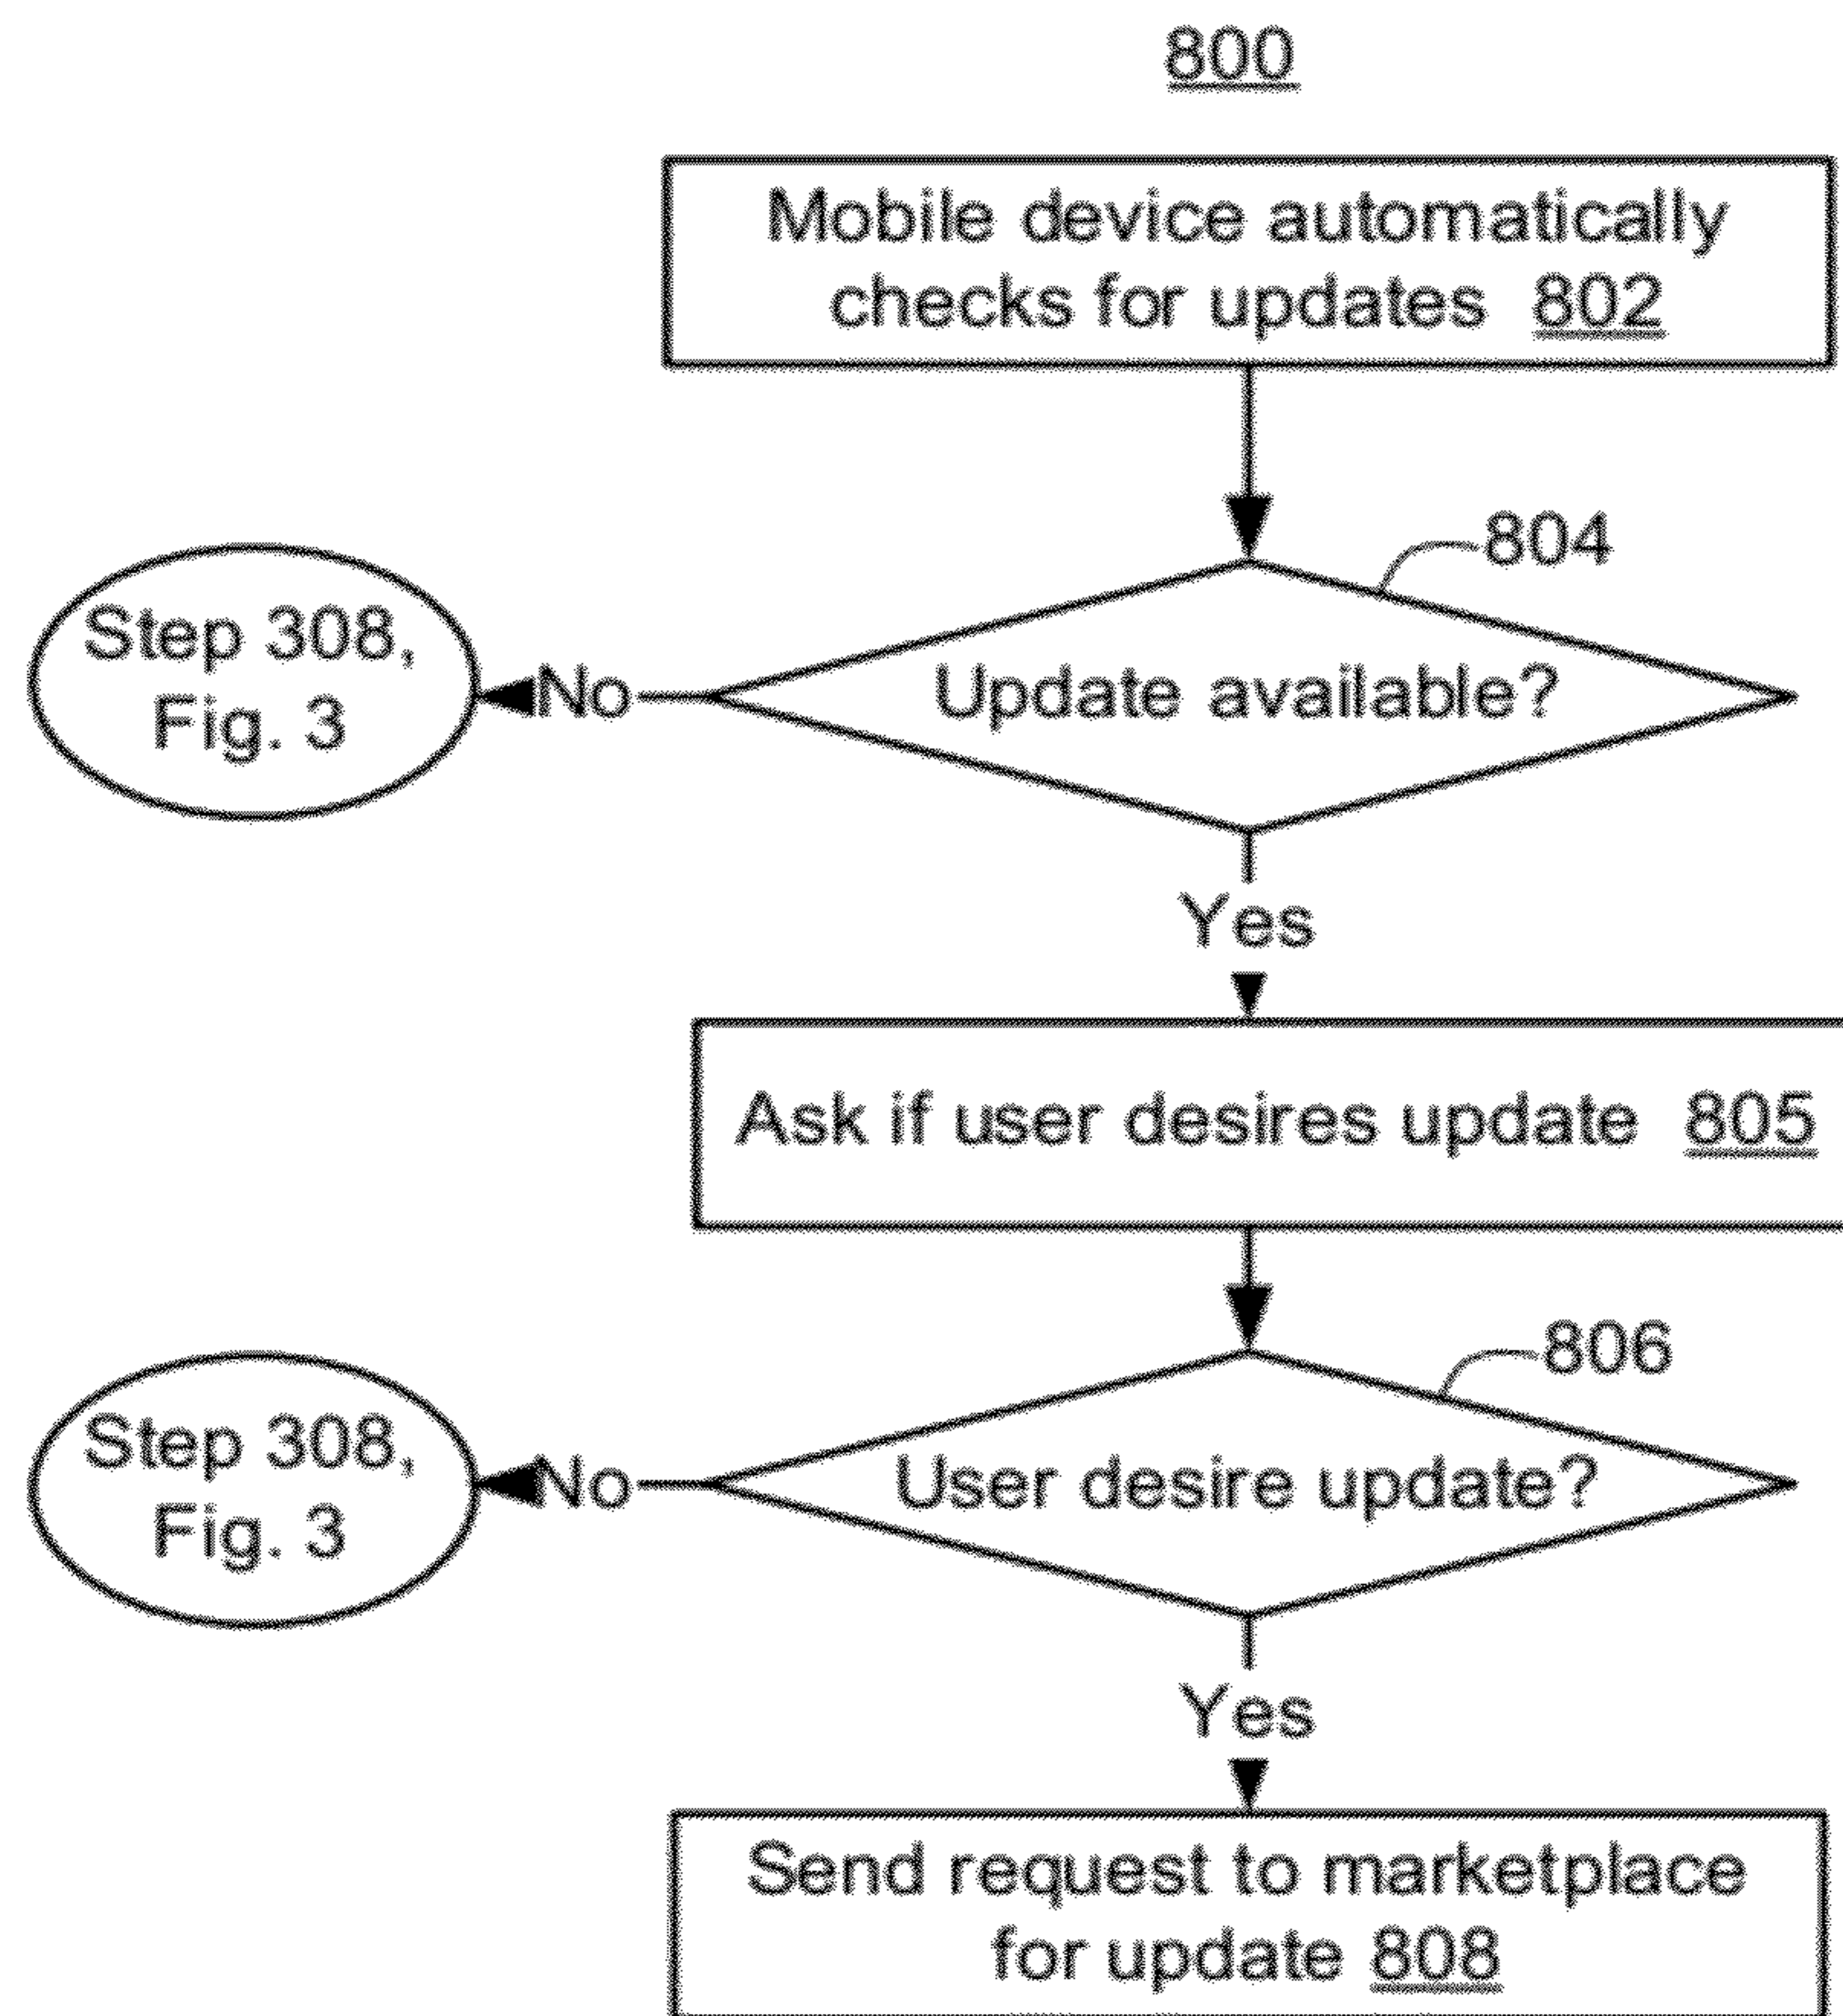 800
Mobile device automatically
checks for updates 802
804
Update available?
No
Step 308,
Fig. 3
Yes
Ask if user desires update 805
806
User desire update?
No
Step 308,
Fig. 3
Yes
Send request to marketplace
for update 808